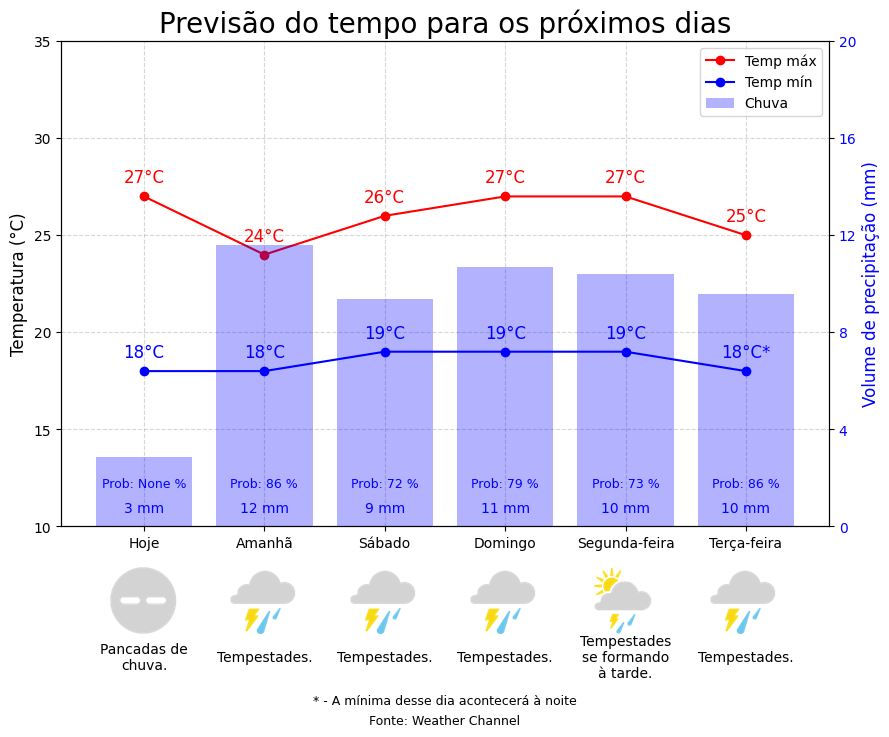 Previsão do tempo para os próximos dias
Temperatura (°C)
35
30
25
20
15
10
Volume de precipitação (mm)
20
16
12
8
4
0
Temp máx
Temp mín
Chuva
27°C
24°C
26°C
27°C
27°C
25°C
18°C
18°C
19°C
19°C
19°C
18°C*
Prob: None %
Prob: 86 %
Prob: 72 %
Prob: 79 %
Prob: 73 %
Prob: 86 %
3 mm
12 mm
9 mm
11 mm
10 mm
10 mm
Hoje
Amanhã
Sábado
Domingo
Segunda-feira
Terça-feira
Pancadas de
chuva.
Tempestades.
Tempestades.
Tempestades.
Tempestades
se formando
à tarde.
Tempestades.
* - A mínima desse dia acontecerá à noite
Fonte: Weather Channel